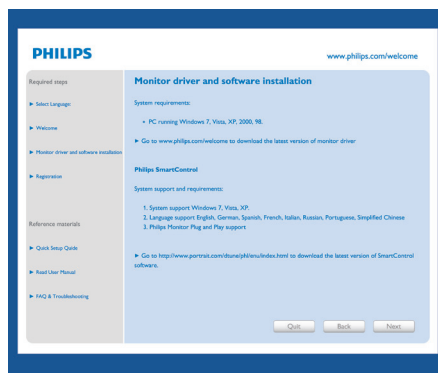 PHILIPS
www.philips.com/welcome
Required steps
Select Language:
Welcome
Monitor driver and software installation
Registration
Reference materials
Quick Setup Quide
Read User Manual
FAQ & Troubleshooting
Monitor driver and software installation
System requirements:
• PC running Windows 7, Vista, XP, 2000, 98.
Go to www.philips.com/welcome to download the latest version of monitor driver
Philips SmartControl
System support and requirements:
1. System support Windows 7, Vista, XP.
2. Language support English, German, Spanish, French, Italian, Russian, Portuguese, Simplified Chinese
3. Philips Monitor Plug and Play support
Go to http://www.portrait.com/dtune/phl/enu/index.html to download the latest version of SmartControl
software.
Quit
Back
Next